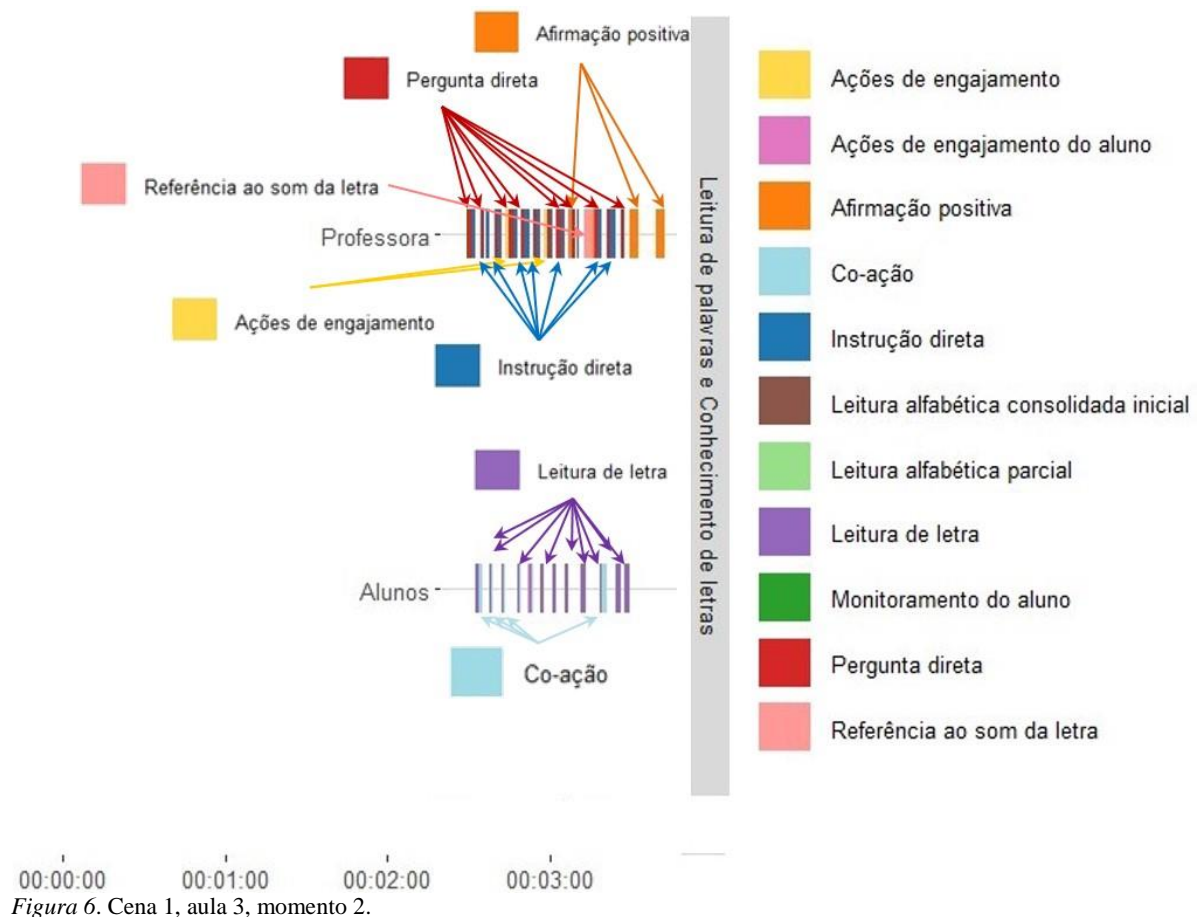 Afirmação positiva
Pergunta direta
Referência ao som da letra
Professora
Ações de engajamento
Instrução direta
Leitura de letra
Alunos
Co-ação
Leitura de palavras e Conhecimento de letras
Ações de engajamento
Ações de engajamento do aluno
Afirmação positiva
Co-ação
Instrução direta
Leitura alfabética consolidada inicial
Leitura alfabética parcial
Leitura de letra
Monitoramento do aluno
Pergunta direta
Referência ao som da letra
00:00:00 00:01:00 00:02:00 00:03:00
Figura 6. Cena 1, aula 3, momento 2.